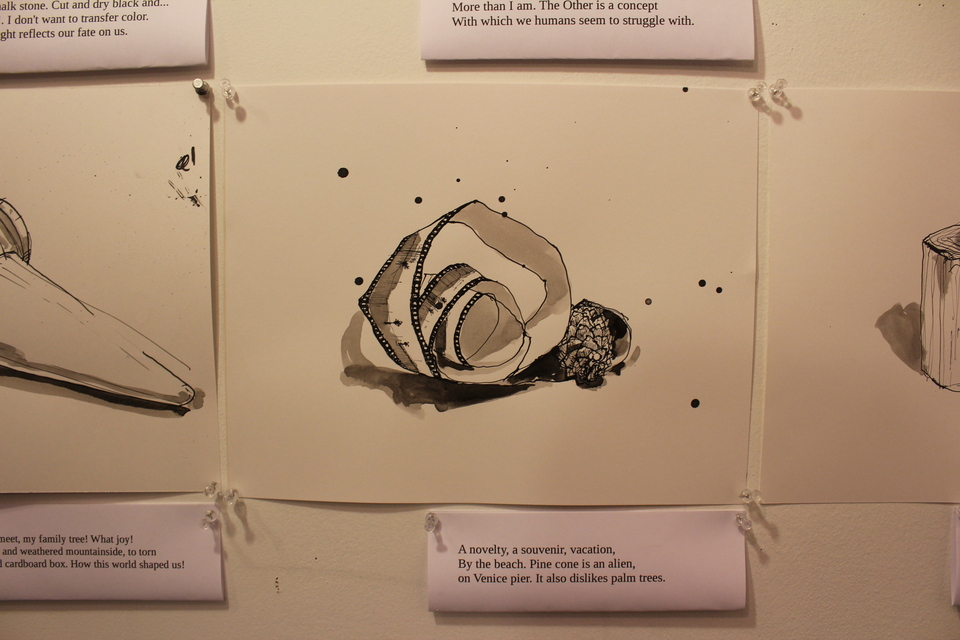 alk stone. Cut and dry black and...
. I don't want to transfer color.
ght reflects our fate on us.
More than I am. The Other is a concept
With which we humans seem to struggle with.
meet, my family tree! What joy!
and weathered mountainside, to torn
d cardboard box. How this world shaped us!
A novelty, a souvenir, vacation,
By the beach. Pine cone is an alien,
on Venice pier. It also dislikes palm trees.